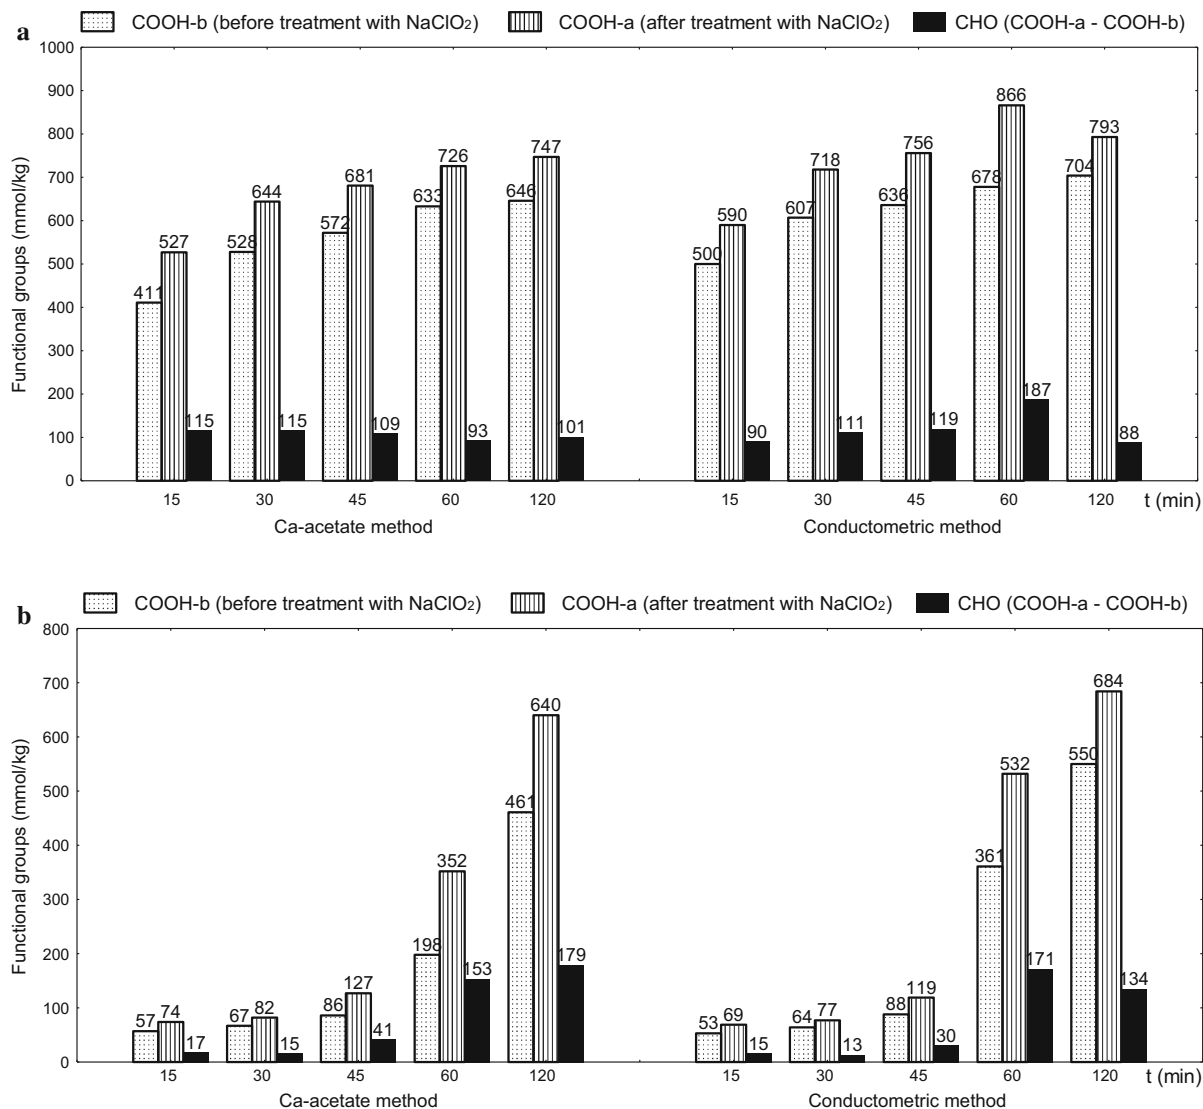 a
COOH-b (before treatment with NaClO₂) COOH-a (after treatment with NaClO₂) CHO (COOH-a - COOH-b)
Functional groups (mmol/kg)
1000
900
800
700
600
500
400
300
200
100
0
411 527 115 528 644 115 572 681 109 633 726 93 646 747 101
500 590 90 607 718 111 636 756 119 678 866 187 704 793 88
15 30 45 60 120 15 30 45 60 120 t (min)
Ca-acetate method Conductometric method
b
COOH-b (before treatment with NaClO₂) COOH-a (after treatment with NaClO₂) CHO (COOH-a - COOH-b)
Functional groups (mmol/kg)
800
700
600
500
400
300
200
100
0
57 74 17 67 82 15 86 127 41 198 352 153 461 640 179
53 69 15 64 77 13 88 119 30 361 532 171 550 684 134
15 30 45 60 120 15 30 45 60 120 t (min)
Ca-acetate method Conductometric method